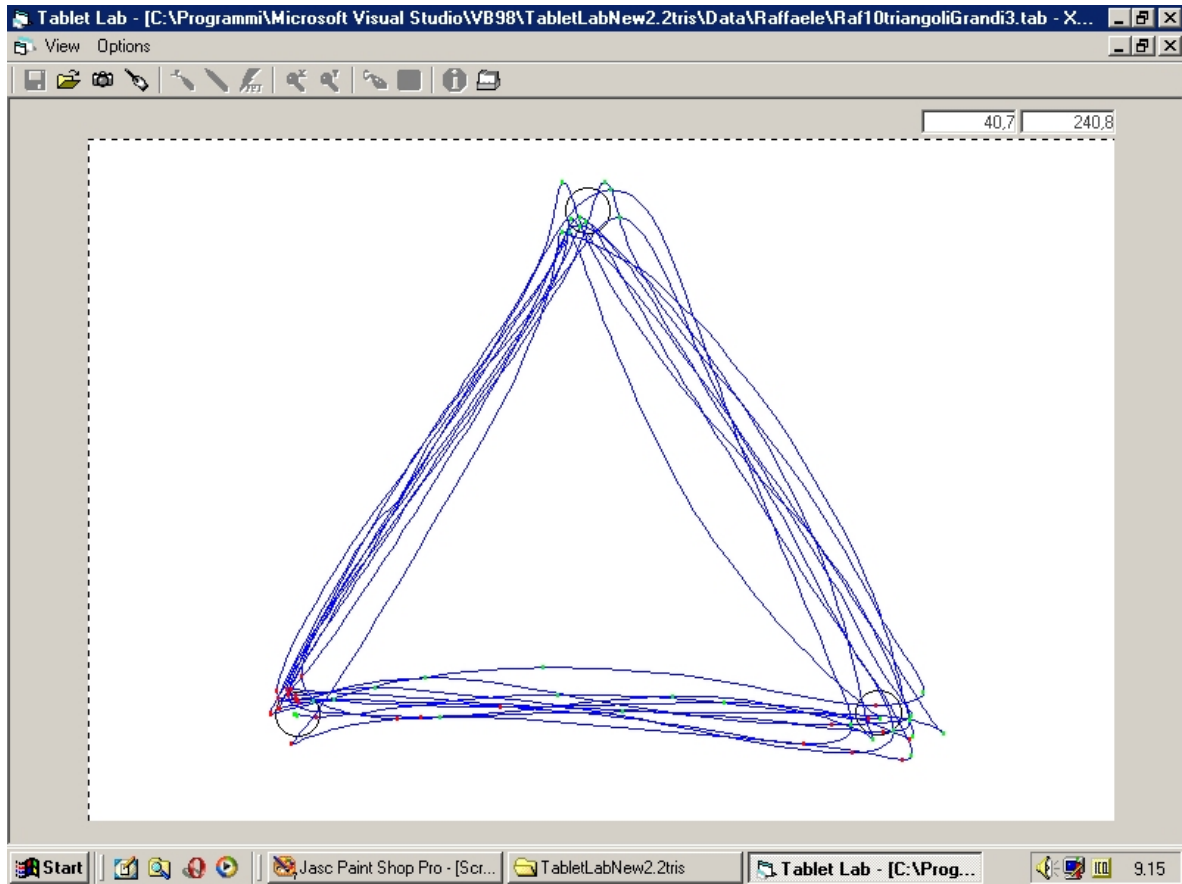 Tablet Lab - [C:\Programmi\Microsoft Visual Studio\VB98\TabletLabNew2.2tris\Data\Raffaele\Raf10triangoliGrandi3.tab - X...
View Options
40,7 240,8
Start Jasc Paint Shop Pro - [Scr... TabletLabNew2.2tris Tablet Lab - [C:\Prog... 9.15